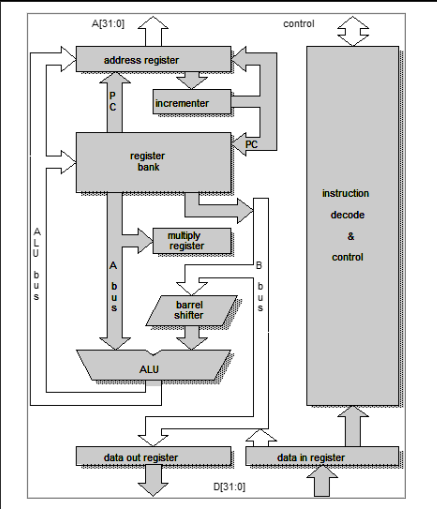 A[31:0]
control
address register
P
C
incrementer
PC
register
bank
instruction
decode
&
control
multiply
register
A
L
U
b
u
s
A
b
u
s
B
b
u
s
barrel
shifter
ALU
data out register
data in register
D[31:0]